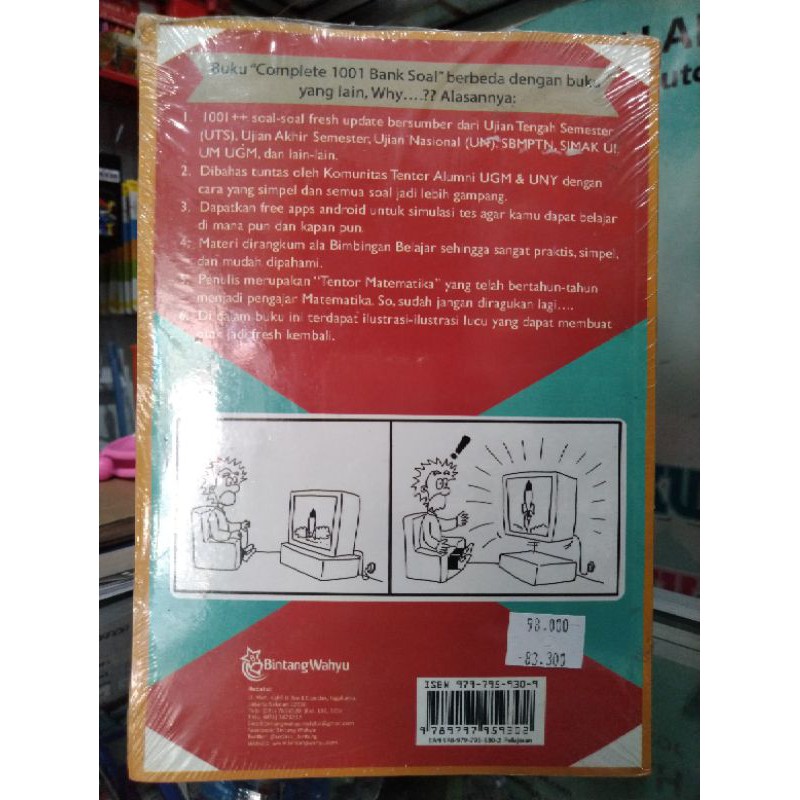 Buku "Complete 1001 Bank Soal" berbeda dengan buku
yang lain, Why....?? Alasannya:
1. 1001++ soal-soal fresh update bersumber dari Ujian Tengah Semester
(UTS), Ujian Akhir Semester, Ujian Nasional (UN), SBMPTN, SIMAK UI,
UM UGM, dan lain-lain.
2. Dibahas tuntas oleh Komunitas Tentor Alumni UGM & UNY dengan
cara yang simpel dan semua soal jadi lebih gampang.
3. Dapatkan free apps android untuk simulasi tes agar kamu dapat belajar
di mana pun dan kapan pun.
4. Materi dirangkum ala Bimbingan Belajar sehingga sangat praktis, simpel,
dan mudah dipahami.
5. Penulis merupakan "Tentor Matematika" yang telah bertahun-tahun
menjadi pengajar Matematika. So, sudah jangan diragukan lagi....
6. Di dalam buku ini terdapat ilustrasi-ilustrasi lucu yang dapat membuat
otak jadi fresh kembali.
!
98.000
83.300
BintangWahyu
Redaksi:
ISBN 979-795-930-9
9 789797 959302